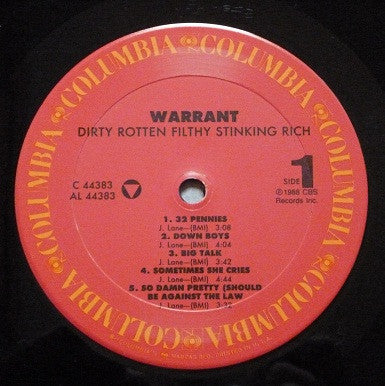 COLUMBIA COLUMBIA COLUMBIA COLUMBIA COLUMBIA COLUMBIA
WARRANT
DIRTY ROTTEN FILTHY STINKING RICH
C 44383
AL 44383
SIDE 1
℗1988 CBS
Records Inc.
1. 32 PENNIES
J. Lane—(BMI) 3:08
2. DOWN BOYS
J. Lane—(BMI) 4:04
3. BIG TALK
J. Lane—(BMI) 3:42
4. SOMETIMES SHE CRIES
J. Lane—(BMI) 4:44
5. SO DAMN PRETTY (SHOULD
BE AGAINST THE LAW
J. Lane—(BMI) 3:32